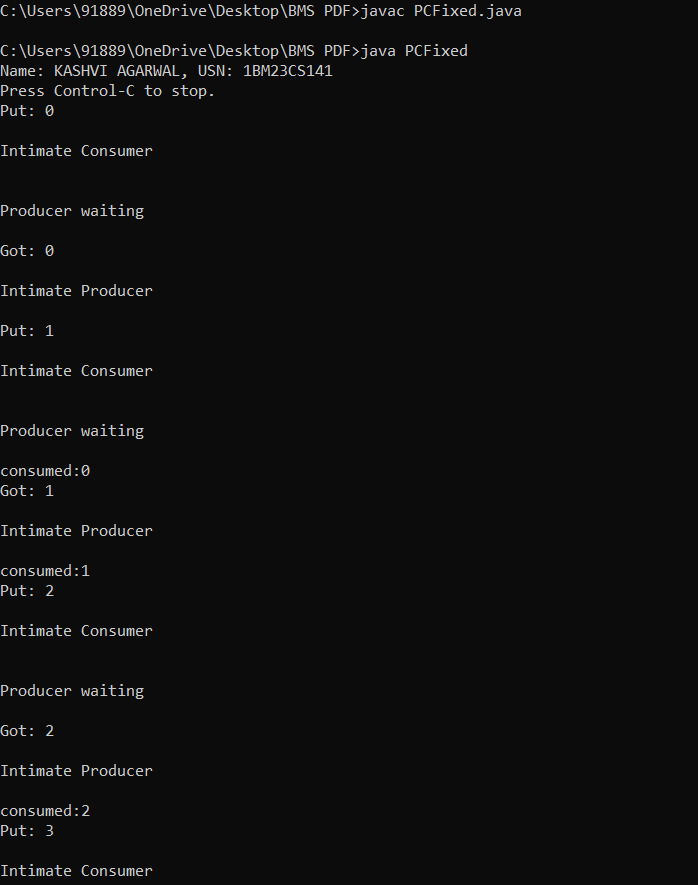 C:\Users\91889\OneDrive\Desktop\BMS PDF>javac PCFixed.java
C:\Users\91889\OneDrive\Desktop\BMS PDF>java PCFixed
Name: KASHVI AGARWAL, USN: 1BM23CS141
Press Control-C to stop.
Put: 0
Intimate Consumer
Producer waiting
Got: 0
Intimate Producer
Put: 1
Intimate Consumer
Producer waiting
consumed:0
Got: 1
Intimate Producer
consumed:1
Put: 2
Intimate Consumer
Producer waiting
Got: 2
Intimate Producer
consumed:2
Put: 3
Intimate Consumer